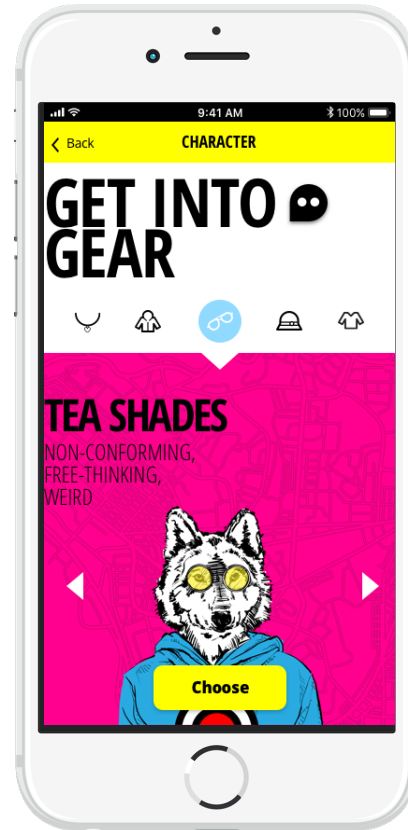 9:41 AM
100%
Back
CHARACTER
GET INTO
GEAR
TEA SHADES
NON-CONFORMING,
FREE-THINKING,
WEIRD
Choose